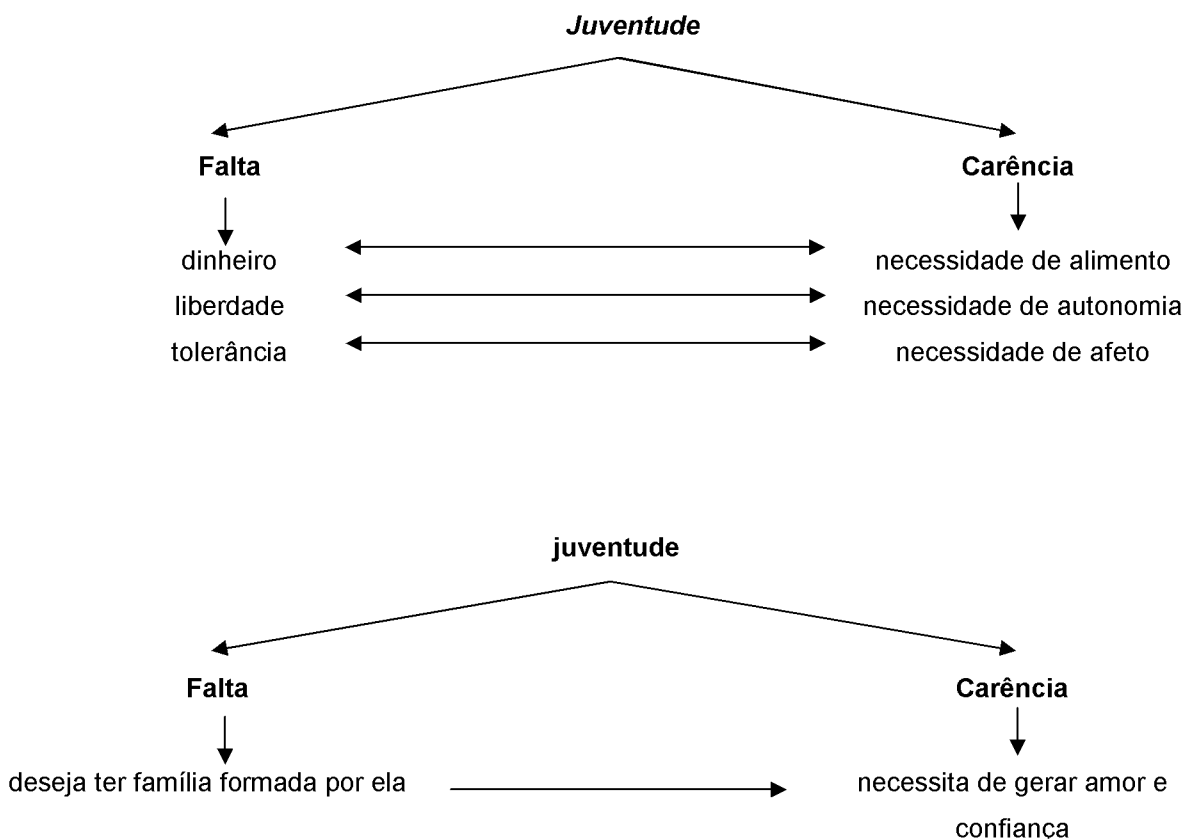 Juventude
Falta
Carência
dinheiro
necessidade de alimento
liberdade
necessidade de autonomia
tolerância
necessidade de afeto
juventude
Falta
Carência
deseja ter família formada por ela
necessita de gerar amor e
confiança